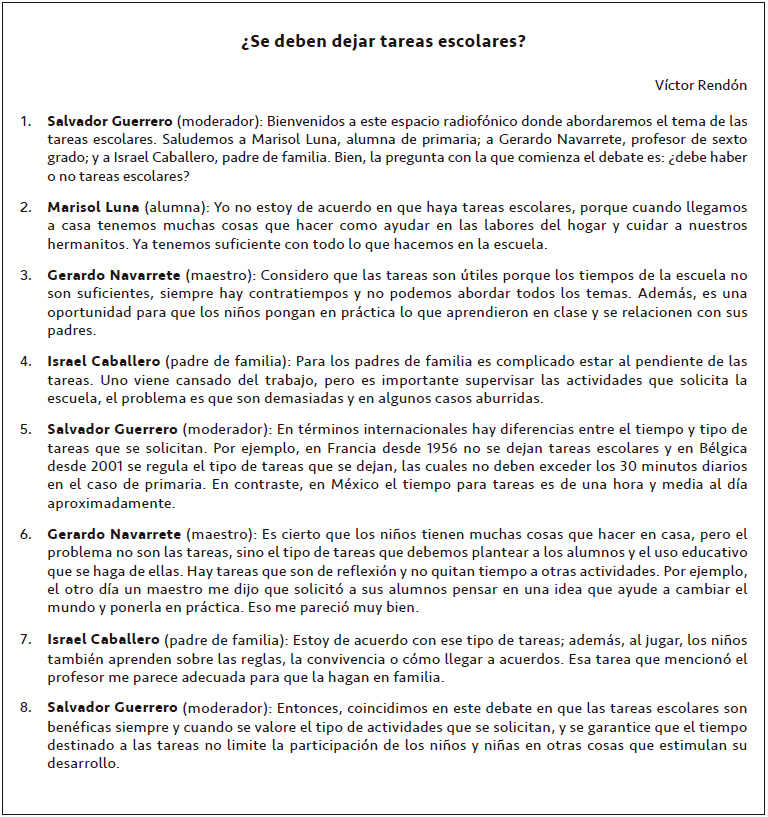 ¿Se deben dejar tareas escolares?
Víctor Rendón
1. Salvador Guerrero (moderador): Bienvenidos a este espacio radiofónico donde abordaremos el tema de las
tareas escolares. Saludemos a Marisol Luna, alumna de primaria; a Gerardo Navarrete, profesor de sexto
grado; y a Israel Caballero, padre de familia. Bien, la pregunta con la que comienza el debate es: ¿debe haber
o no tareas escolares?
2. Marisol Luna (alumna): Yo no estoy de acuerdo en que haya tareas escolares, porque cuando llegamos
a casa tenemos muchas cosas que hacer como ayudar en las labores del hogar y cuidar a nuestros
hermanitos. Ya tenemos suficiente con todo lo que hacemos en la escuela.
3. Gerardo Navarrete (maestro): Considero que las tareas son útiles porque los tiempos de la escuela no
son suficientes, siempre hay contratiempos y no podemos abordar todos los temas. Además, es una
oportunidad para que los niños pongan en práctica lo que aprendieron en clase y se relacionen con sus
padres.
4. Israel Caballero (padre de familia): Para los padres de familia es complicado estar al pendiente de las
tareas. Uno viene cansado del trabajo, pero es importante supervisar las actividades que solicita la
escuela, el problema es que son demasiadas y en algunos casos aburridas.
5. Salvador Guerrero (moderador): En términos internacionales hay diferencias entre el tiempo y tipo de
tareas que se solicitan. Por ejemplo, en Francia desde 1956 no se dejan tareas escolares y en Bélgica
desde 2001 se regula el tipo de tareas que se dejan, las cuales no deben exceder los 30 minutos diarios
en el caso de primaria. En contraste, en México el tiempo para tareas es de una hora y media al día
aproximadamente.
6. Gerardo Navarrete (maestro): Es cierto que los niños tienen muchas cosas que hacer en casa, pero el
problema no son las tareas, sino el tipo de tareas que debemos plantear a los alumnos y el uso educativo
que se haga de ellas. Hay tareas que son de reflexión y no quitan tiempo a otras actividades. Por ejemplo,
el otro día un maestro me dijo que solicitó a sus alumnos pensar en una idea que ayude a cambiar el
mundo y ponerla en práctica. Eso me pareció muy bien.
7. Israel Caballero (padre de familia): Estoy de acuerdo con ese tipo de tareas; además, al jugar, los niños
también aprenden sobre las reglas, la convivencia o cómo llegar a acuerdos. Esa tarea que mencionó el
profesor me parece adecuada para que la hagan en familia.
8. Salvador Guerrero (moderador): Entonces, coincidimos en este debate en que las tareas escolares son
benéficas siempre y cuando se valore el tipo de actividades que se solicitan, y se garantice que el tiempo
destinado a las tareas no limite la participación de los niños y niñas en otras cosas que estimulan su
desarrollo.